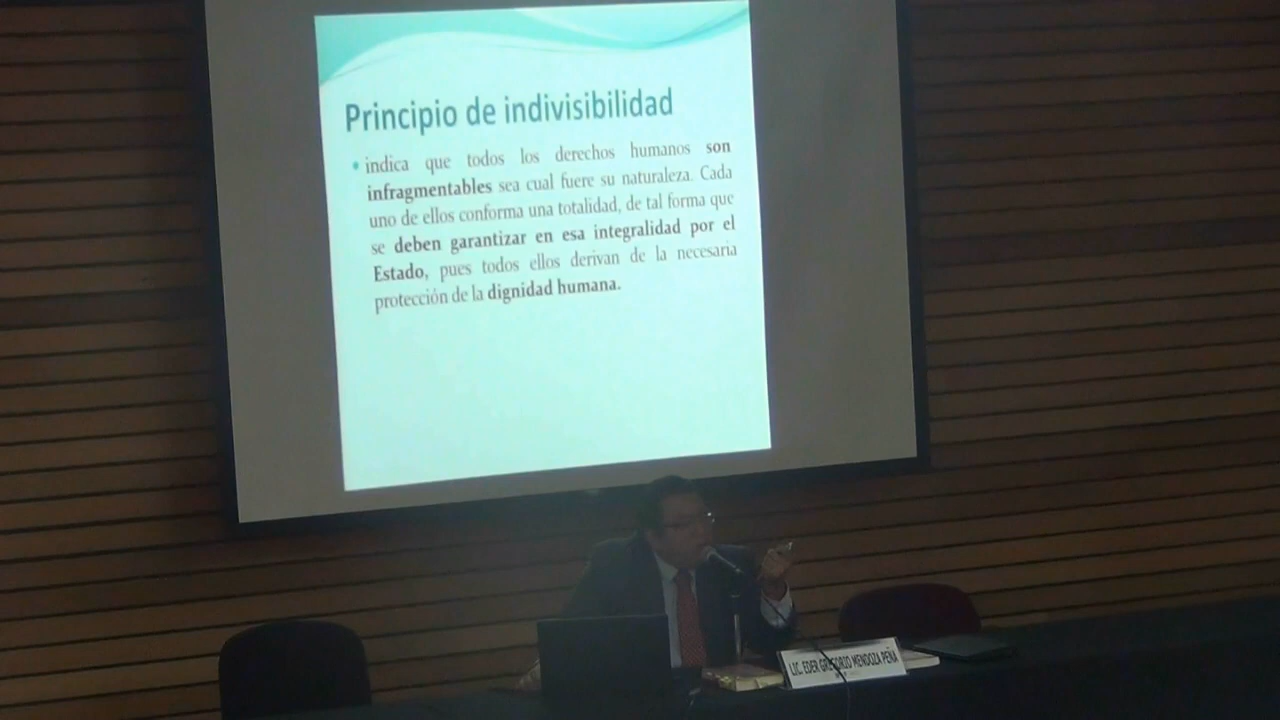 Principio de indivisibilidad
• indica que todos los derechos humanos son
infragmentables sea cual fuere su naturaleza. Cada
uno de ellos conforma una totalidad, de tal forma que
se deben garantizar en esa integralidad por el
Estado, pues todos ellos derivan de la necesaria
protección de la dignidad humana.
LIC. EDER GREGORIO MENDOZA PEÑA